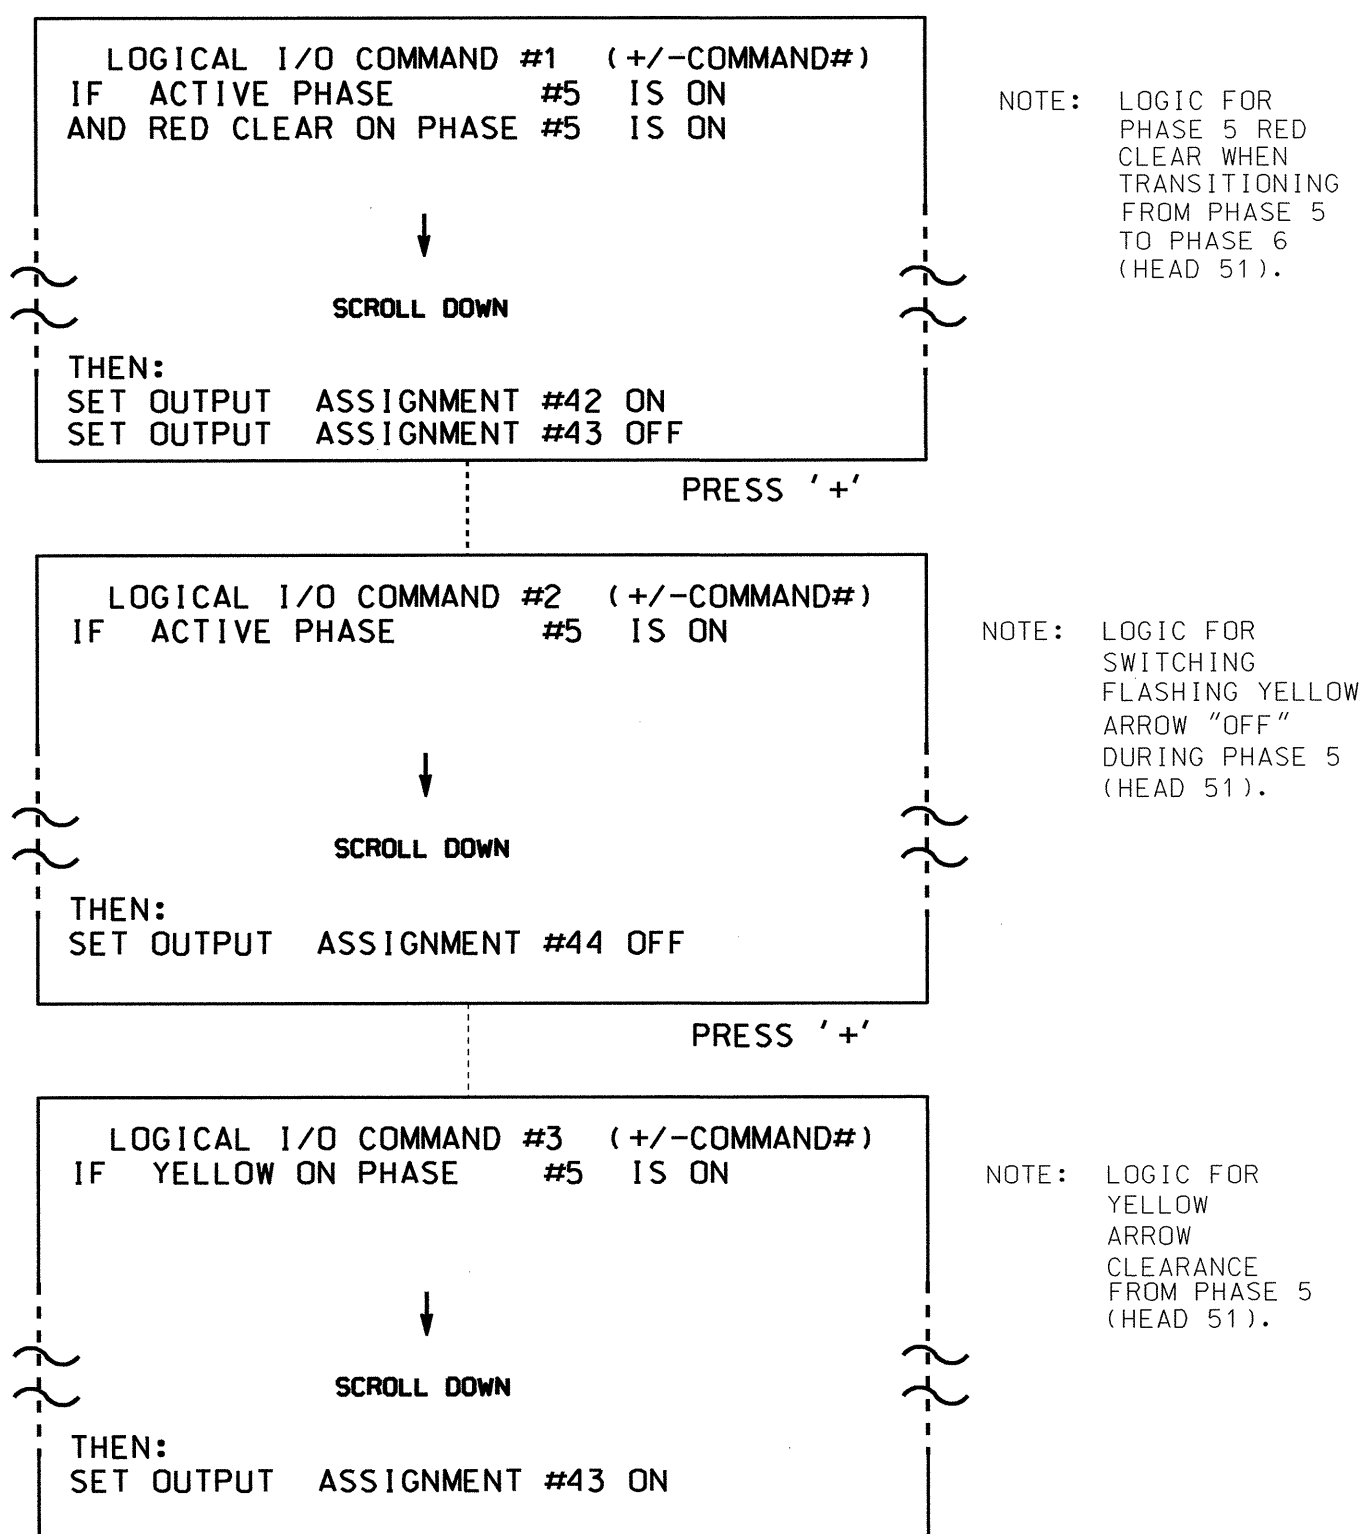 LOGICAL I/O COMMAND #1 (+/-COMMAND#)
IF ACTIVE PHASE #5 IS ON
AND RED CLEAR ON PHASE #5 IS ON
SCROLL DOWN
THEN:
SET OUTPUT ASSIGNMENT #42 ON
SET OUTPUT ASSIGNMENT #43 OFF
NOTE: LOGIC FOR
PHASE 5 RED
CLEAR WHEN
TRANSITIONING
FROM PHASE 5
TO PHASE 6
(HEAD 51).
PRESS '+'
LOGICAL I/O COMMAND #2 (+/-COMMAND#)
IF ACTIVE PHASE #5 IS ON
SCROLL DOWN
THEN:
SET OUTPUT ASSIGNMENT #44 OFF
NOTE: LOGIC FOR
SWITCHING
FLASHING YELLOW
ARROW "OFF"
DURING PHASE 5
(HEAD 51).
PRESS '+'
LOGICAL I/O COMMAND #3 (+/-COMMAND#)
IF YELLOW ON PHASE #5 IS ON
SCROLL DOWN
THEN:
SET OUTPUT ASSIGNMENT #43 ON
NOTE: LOGIC FOR
YELLOW
ARROW
CLEARANCE
FROM PHASE 5
(HEAD 51).